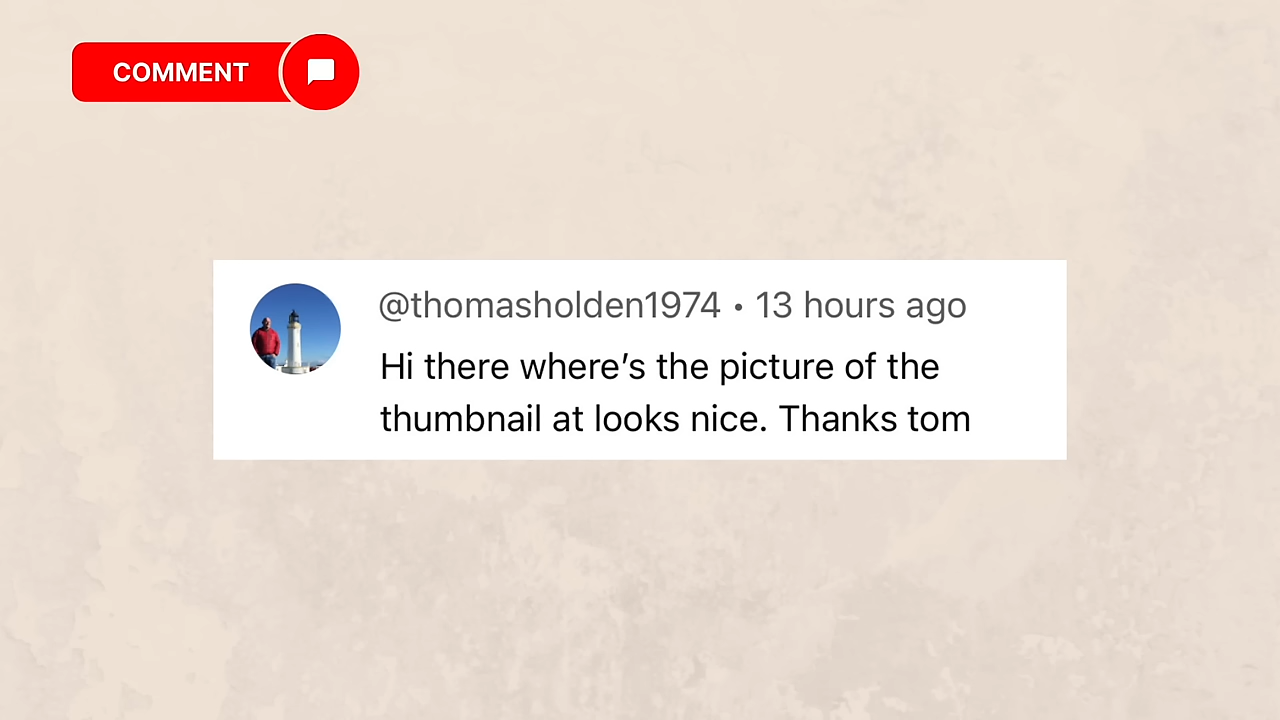 COMMENT
@thomasholden1974 • 13 hours ago
Hi there where’s the picture of the
thumbnail at looks nice. Thanks tom